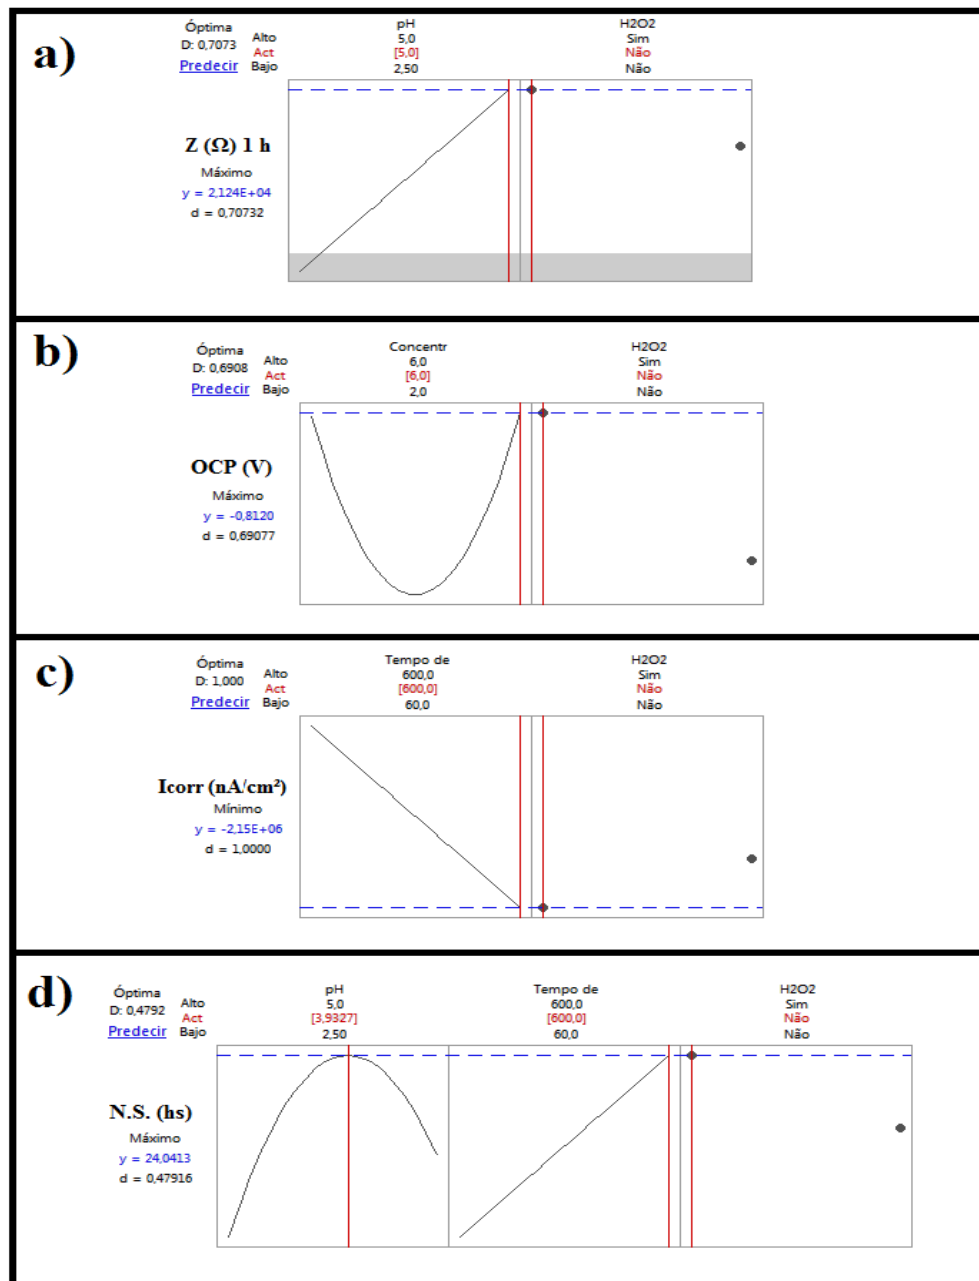 a)
Óptima
D: 0,7073
Predecir
Alto
Act
Bajo
pH
5,0
[5,0]
2,50
H2O2
Sim
Não
Não
Z (Ω) 1 h
Máximo
y = 2,124E+04
d = 0,70732
b)
Óptima
D: 0,6908
Predecir
Alto
Act
Bajo
Concentr
6,0
[6,0]
2,0
H2O2
Sim
Não
Não
OCP (V)
Máximo
y = -0,8120
d = 0,69077
c)
Óptima
D: 1,000
Predecir
Alto
Act
Bajo
Tempo de
600,0
[600,0]
60,0
H2O2
Sim
Não
Não
Icorr (nA/cm²)
Mínimo
y = -2,15E+06
d = 1,0000
d)
Óptima
D: 0,4792
Predecir
Alto
Act
Bajo
pH
5,0
[3,9327]
2,50
Tempo de
600,0
[600,0]
60,0
H2O2
Sim
Não
Não
N.S. (hs)
Máximo
y = 24,0413
d = 0,47916